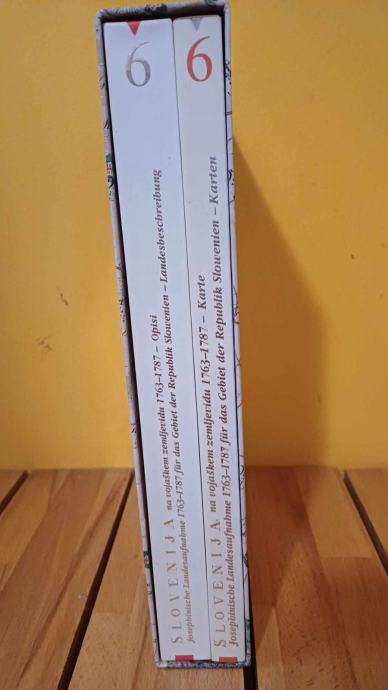 6
SLOVENIJA na vojaškem zemljevidu 1763–1787 – Opisi
Josephinische Landesaufnahme 1763–1787 für das Gebiet der Republik Slowenien – Landesbeschreibung
6
SLOVENIJA na vojaškem zemljevidu 1763–1787 – Karte
Josephinische Landesaufnahme 1763–1787 für das Gebiet der Republik Slowenien – Karten